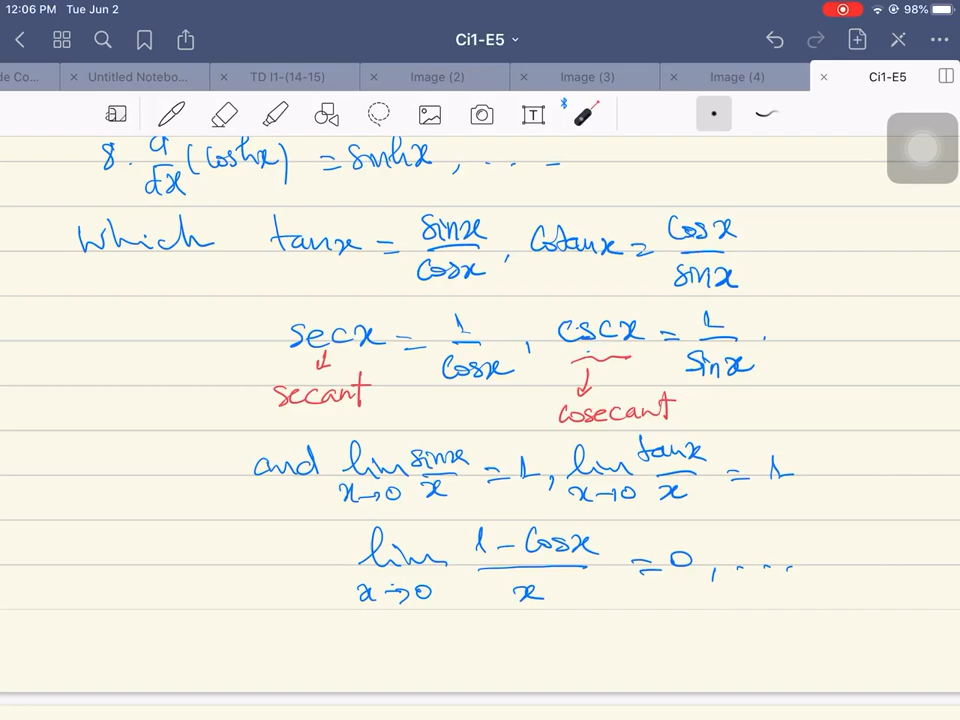 12:06 PM Tue Jun 2 98%
Ci1-E5
de Co... Untitled Notebo... TD I1-(14-15) Image (2) Image (3) Image (4) Ci1-E5
8. d/dx (coshx) = sinhx, ....
Which tanx = sinx/cosx, cotanx = cosx/sinx
secx = 1/cosx, cscx = 1/sinx.
secant cosecant
and lim x→0 sinx/x = 1, lim x→0 tanx/x = 1
lim x→0 1-cosx/x = 0, ....